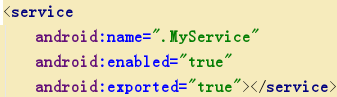 <service
android:name=".MyService"
android:enabled="true"
android:exported="true"></service>